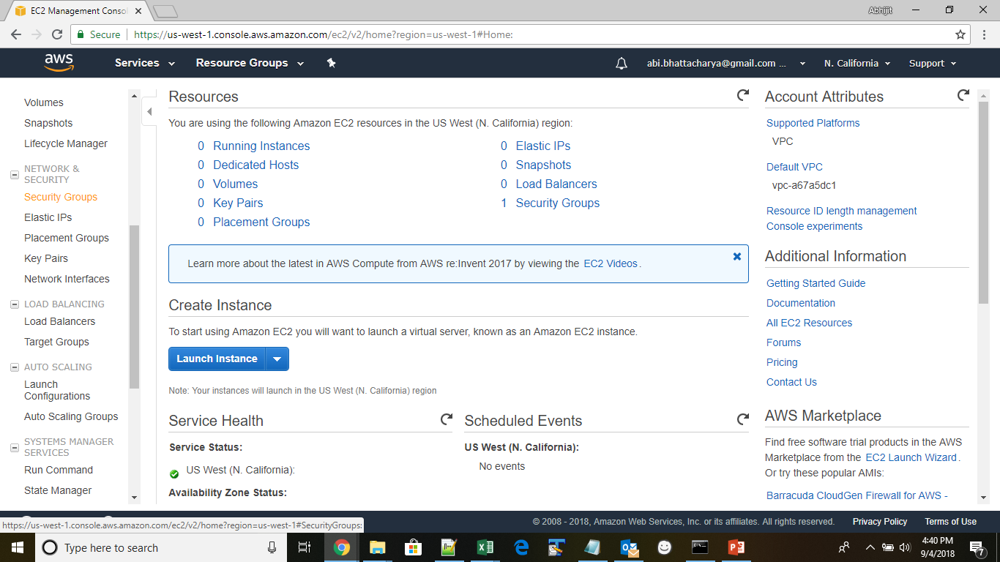 EC2 Management Conso
Abhijit
Secure
https://us-west-1.console.aws.amazon.com/ec2/v2/home?region=us-west-1#Home:
aws
Services
Resource Groups
abi.bhattacharya@gmail.com ...
N. California
Support
Volumes
Snapshots
Lifecycle Manager
NETWORK &
SECURITY
Security Groups
Elastic IPs
Placement Groups
Key Pairs
Network Interfaces
LOAD BALANCING
Load Balancers
Target Groups
AUTO SCALING
Launch
Configurations
Auto Scaling Groups
SYSTEMS MANAGER
SERVICES
Run Command
State Manager
Resources
You are using the following Amazon EC2 resources in the US West (N. California) region:
0 Running Instances
0 Elastic IPs
0 Dedicated Hosts
0 Snapshots
0 Volumes
0 Load Balancers
0 Key Pairs
1 Security Groups
0 Placement Groups
Learn more about the latest in AWS Compute from AWS re:Invent 2017 by viewing the EC2 Videos.
Create Instance
To start using Amazon EC2 you will want to launch a virtual server, known as an Amazon EC2 instance.
Launch Instance
Note: Your instances will launch in the US West (N. California) region
Service Health
Service Status:
US West (N. California):
Availability Zone Status:
Scheduled Events
US West (N. California):
No events
Account Attributes
Supported Platforms
VPC
Default VPC
vpc-a67a5dc1
Resource ID length management
Console experiments
Additional Information
Getting Started Guide
Documentation
All EC2 Resources
Forums
Pricing
Contact Us
AWS Marketplace
Find free software trial products in the AWS
Marketplace from the EC2 Launch Wizard.
Or try these popular AMIs:
Barracuda CloudGen Firewall for AWS -
https://us-west-1.console.aws.amazon.com/ec2/v2/home?region=us-west-1#SecurityGroups:
© 2008 - 2018, Amazon Web Services, Inc. or its affiliates. All rights reserved.
Privacy Policy
Terms of Use
Type here to search
4:40 PM
9/4/2018
7